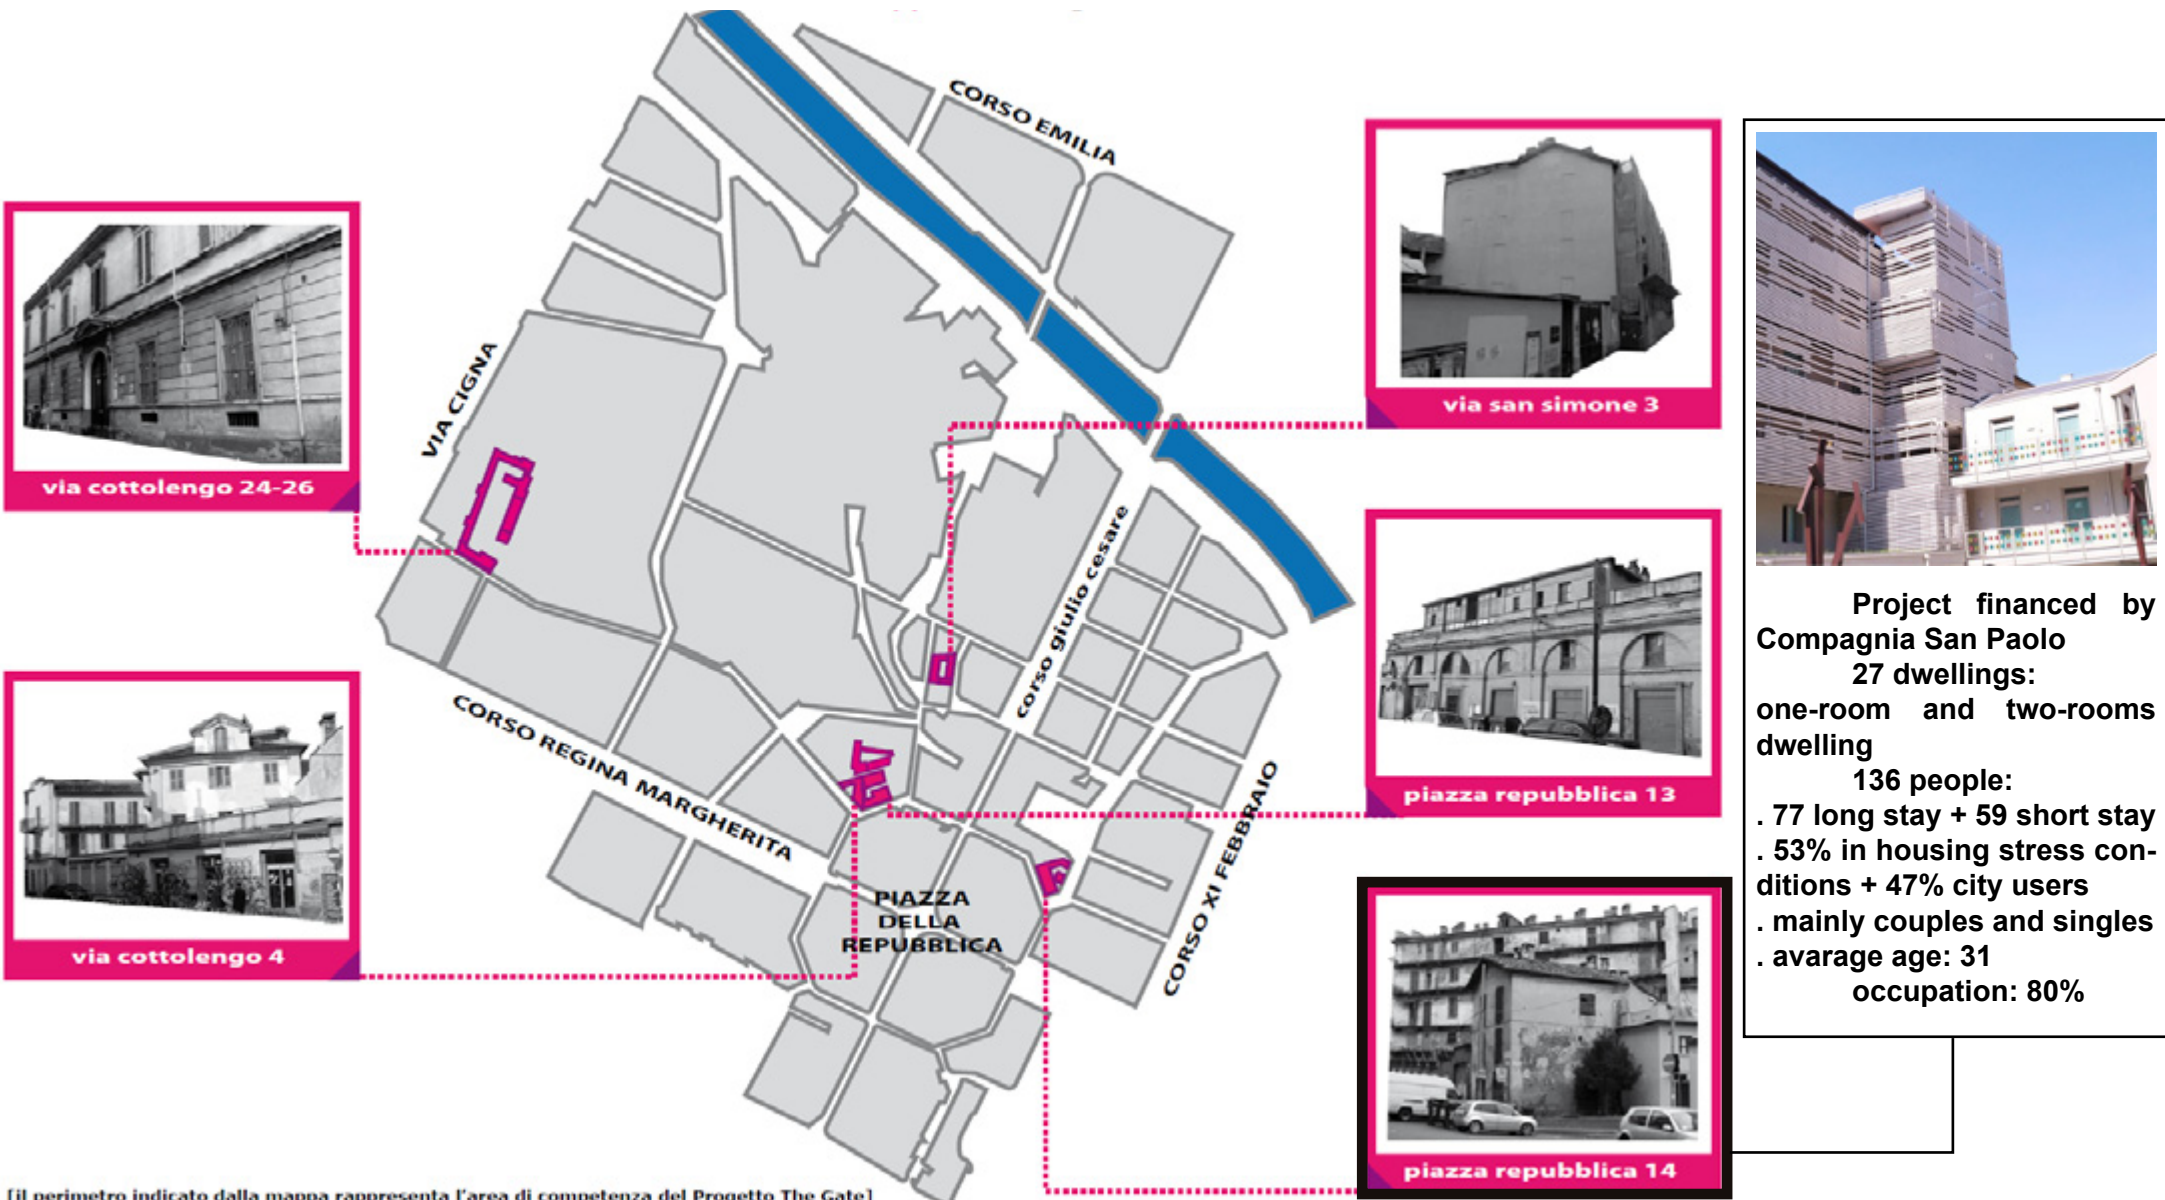 CORSO EMILIA
VIA CIGNA
via cottolengo 24-26
via san simone 3
corso giulio cesare
piazza repubblica 13
CORSO REGINA MARGHERITA
CORSO XI FEBBRAIO
via cottolengo 4
PIAZZA
DELLA
REPUBBLICA
piazza repubblica 14
Project financed by
Compagnia San Paolo
27 dwellings:
one-room and two-rooms
dwelling
136 people:
. 77 long stay + 59 short stay
. 53% in housing stress con-
ditions + 47% city users
. mainly couples and singles
. avarage age: 31
occupation: 80%
[il perimetro indicato dalla mappa rappresenta l'area di competenza del Progetto The Gate]